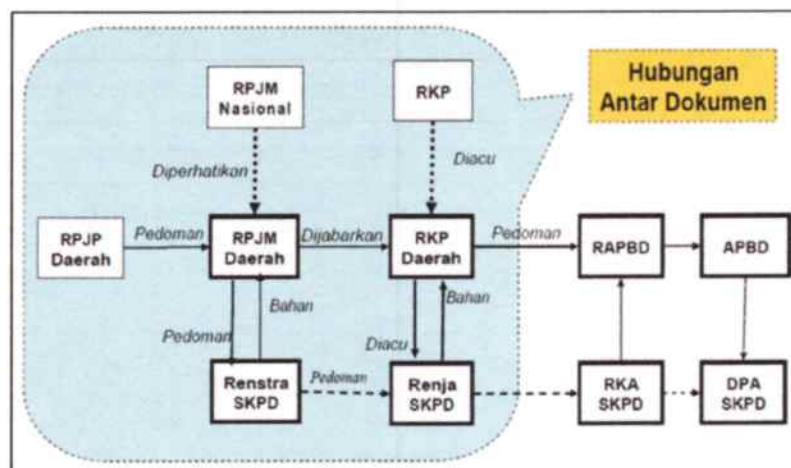 Hubungan
Antar Dokumen
RPJM
Nasional
RKP
Diperhatikan
Diacu
RPJP
Daerah
Pedoman
RPJM
Daerah
Dijabarkan
RKP
Daerah
Pedoman
RAPBD
APBD
Pedoman
Bahan
Diacu
Bahan
Renstra
SKPD
Pedoman
Renja
SKPD
RKA
SKPD
DPA
SKPD